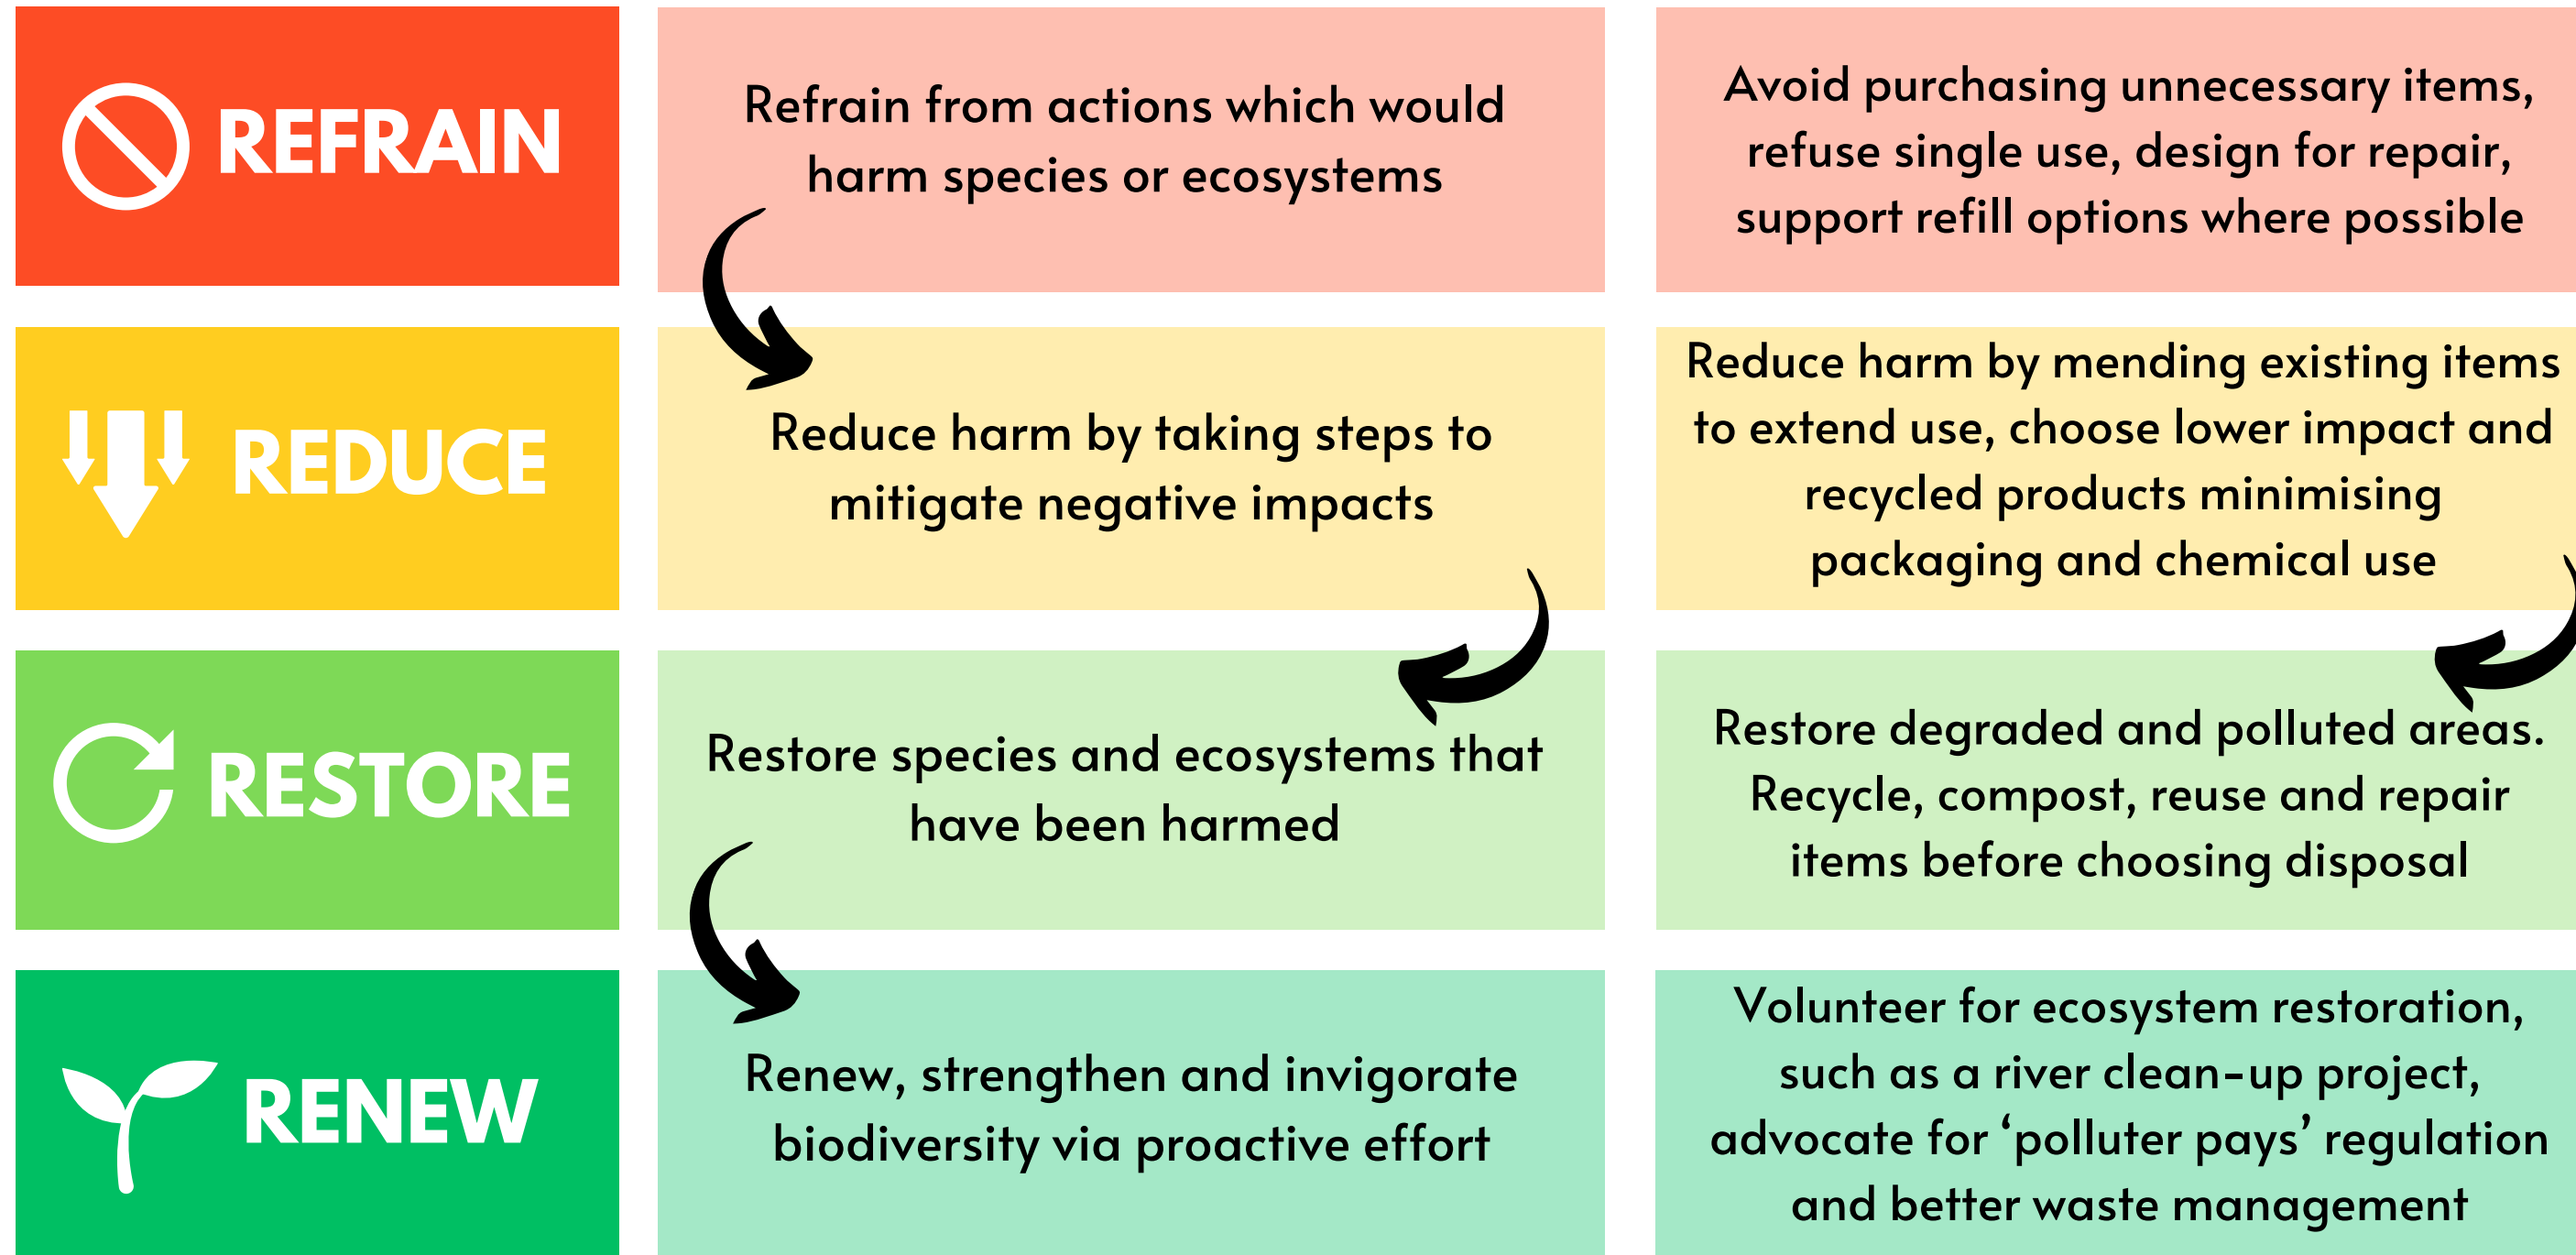 REFRAIN
Refrain from actions which would
harm species or ecosystems
Avoid purchasing unnecessary items,
refuse single use, design for repair,
support refill options where possible
REDUCE
Reduce harm by taking steps to
mitigate negative impacts
Reduce harm by mending existing items
to extend use, choose lower impact and
recycled products minimising
packaging and chemical use
RESTORE
Restore species and ecosystems that
have been harmed
Restore degraded and polluted areas.
Recycle, compost, reuse and repair
items before choosing disposal
RENEW
Renew, strengthen and invigorate
biodiversity via proactive effort
Volunteer for ecosystem restoration,
such as a river clean-up project,
advocate for ‘polluter pays’ regulation
and better waste management